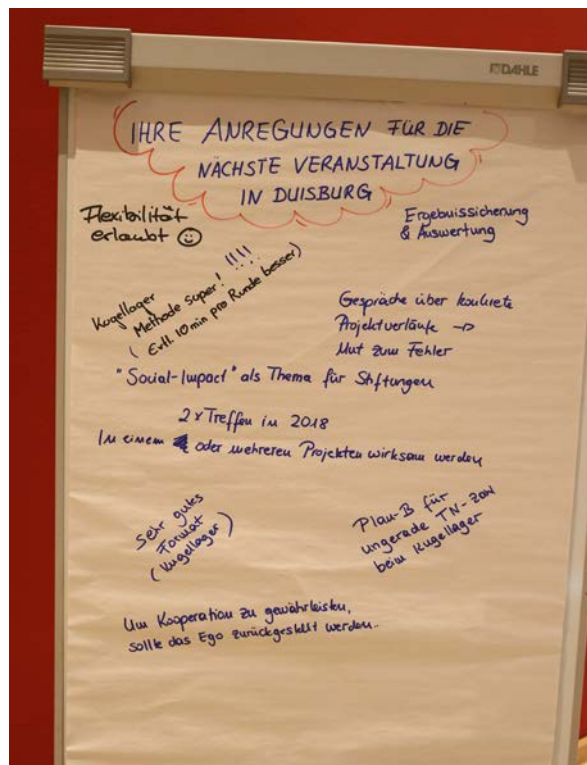 DAHLE
IHRE ANREGUNGEN FÜR DIE
NÄCHSTE VERANSTALTUNG
IN DUISBURG
Flexibilität
erlaubt ☺
Ergebnissicherung
& Auswertung
Kugellager
Methode super! !!!!
(Evtl. 10min pro Runde besser)
Gespräche über konkrete
Projektverläufe →
Mut zum Fehler
"Social-Impact" als Thema für Stiftungen
2x Treffen in 2018
In einem oder mehreren Projekten wirksam werden
Sehr gutes
Format
(Kugellager)
Plan-B für
ungerade TN-Zahl
beim Kugellager
Um Kooperation zu gewährleisten,
sollte das Ego zurückgestellt werden..